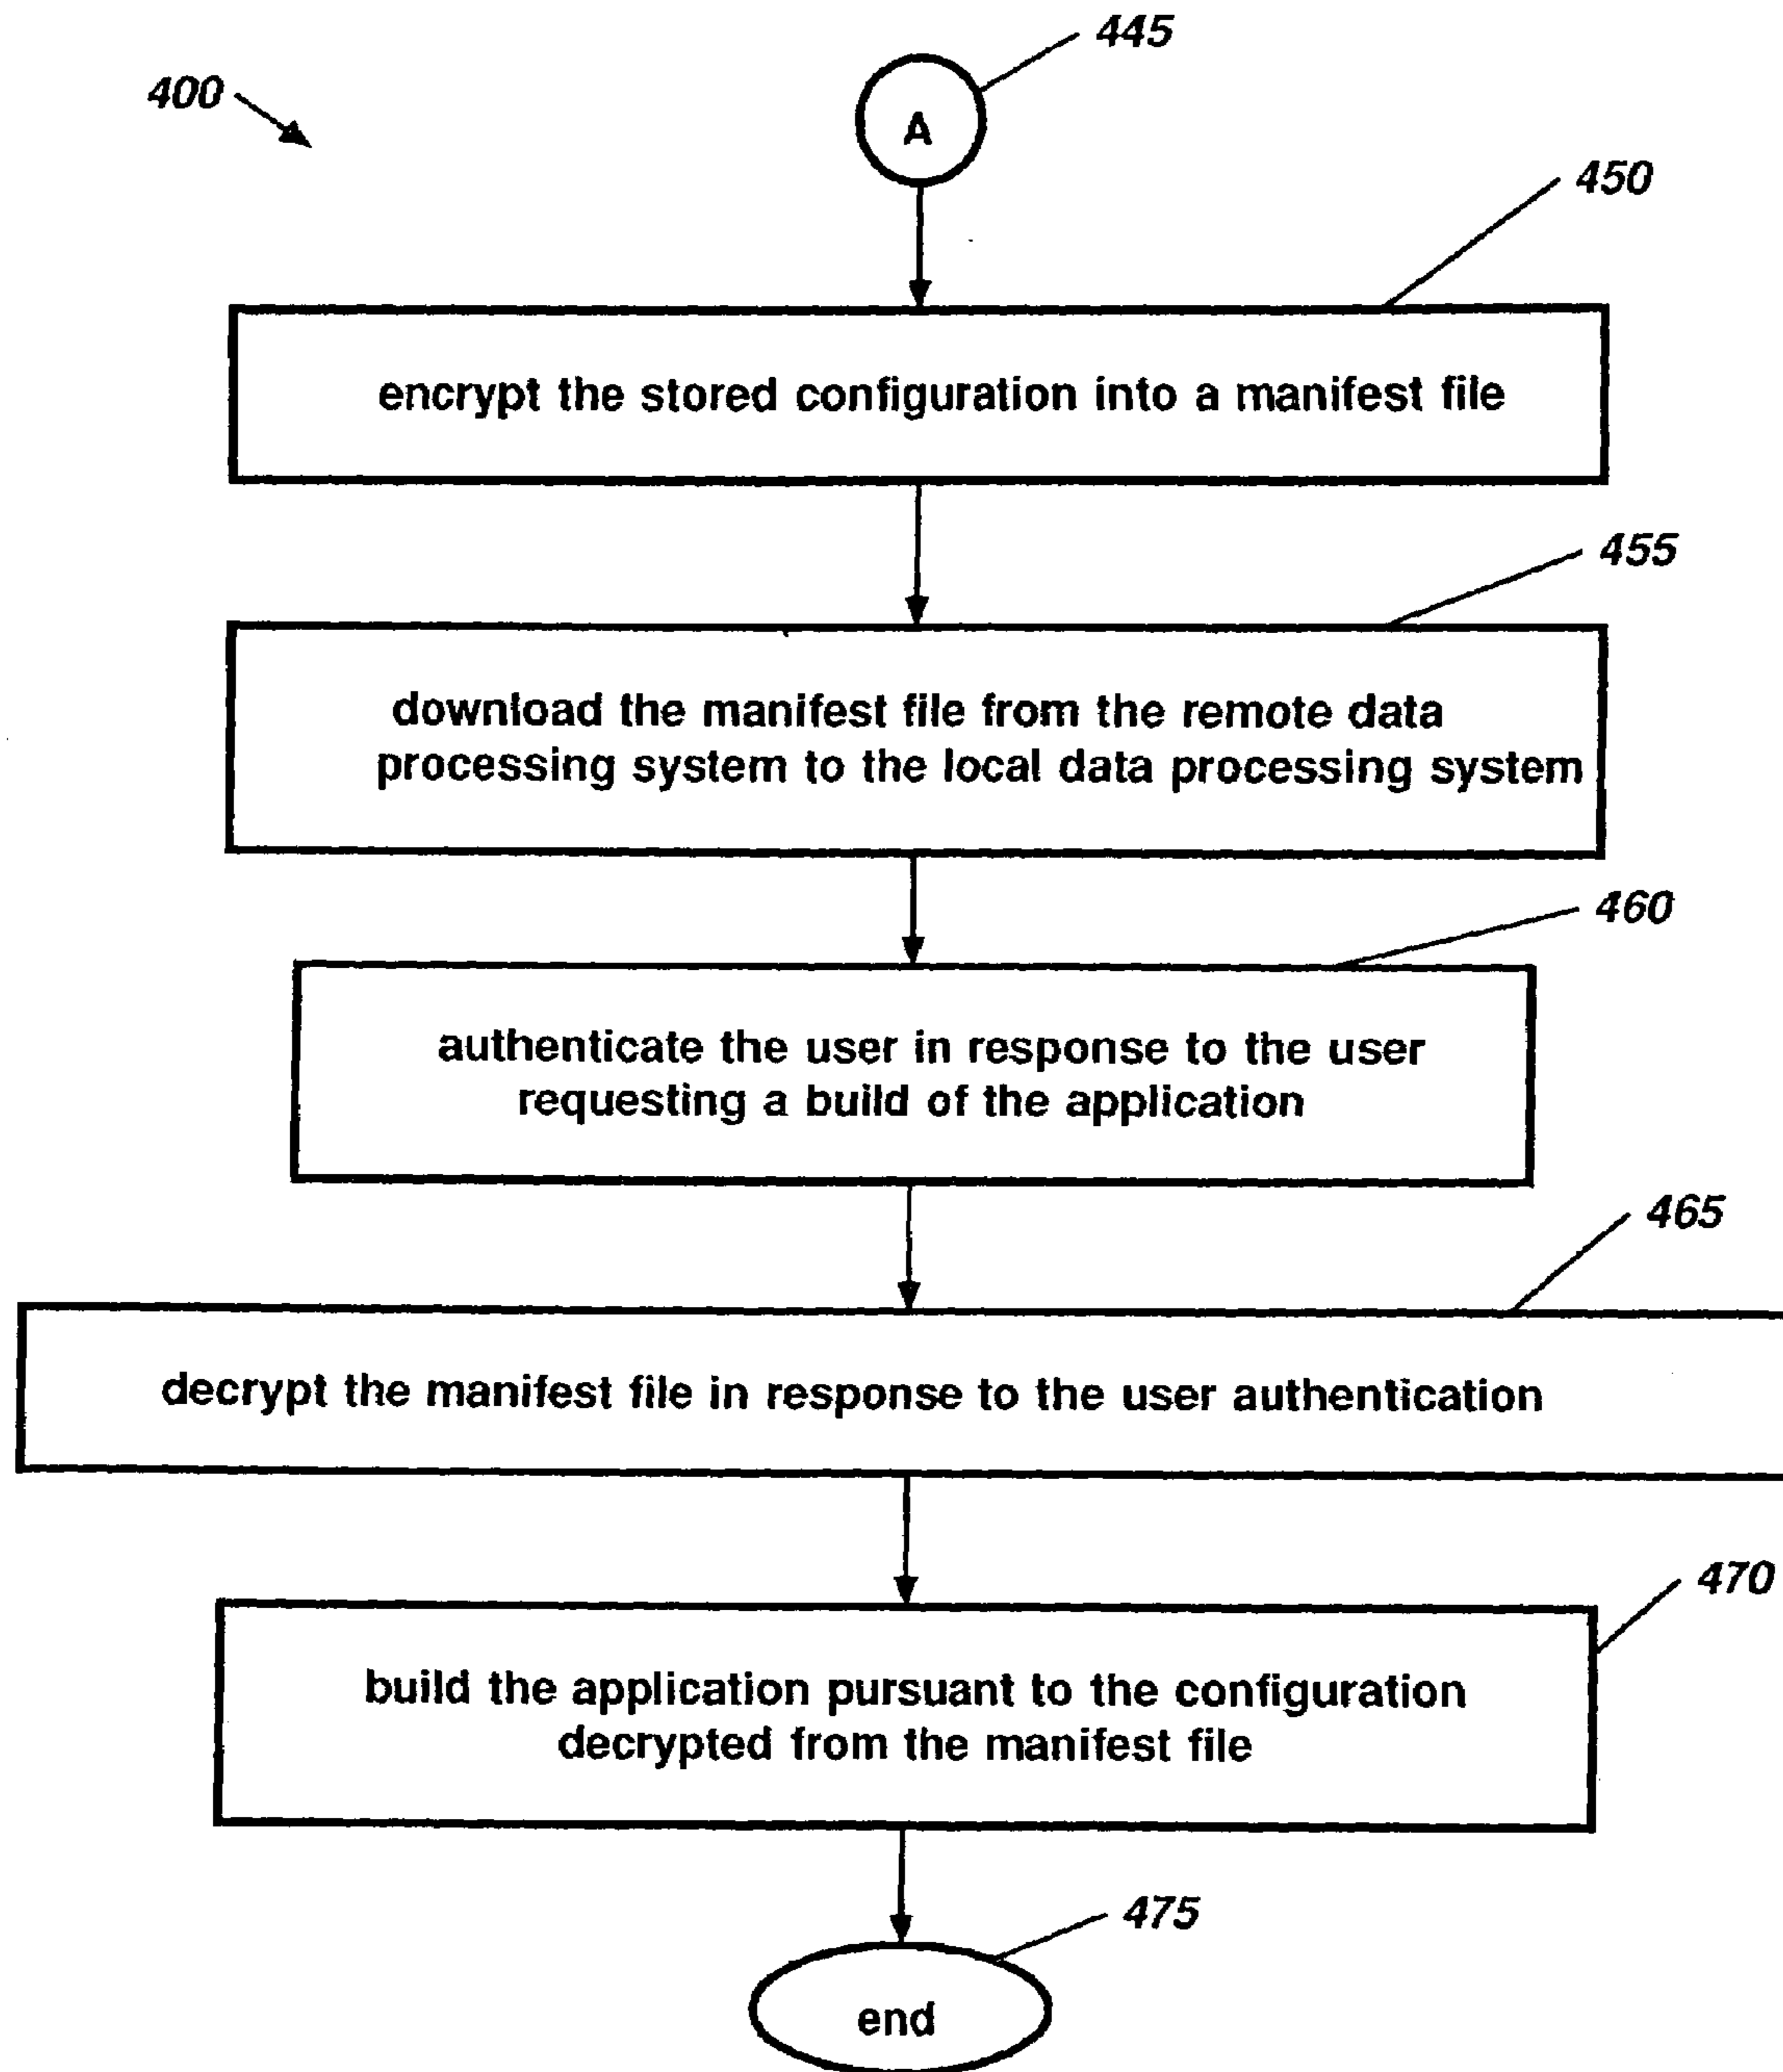 445
400
A
450
encrypt the stored configuration into a manifest file
455
download the manifest file from the remote data
processing system to the local data processing system
460
authenticate the user in response to the user
requesting a build of the application
465
decrypt the manifest file in response to the user authentication
470
build the application pursuant to the configuration
decrypted from the manifest file
475
end